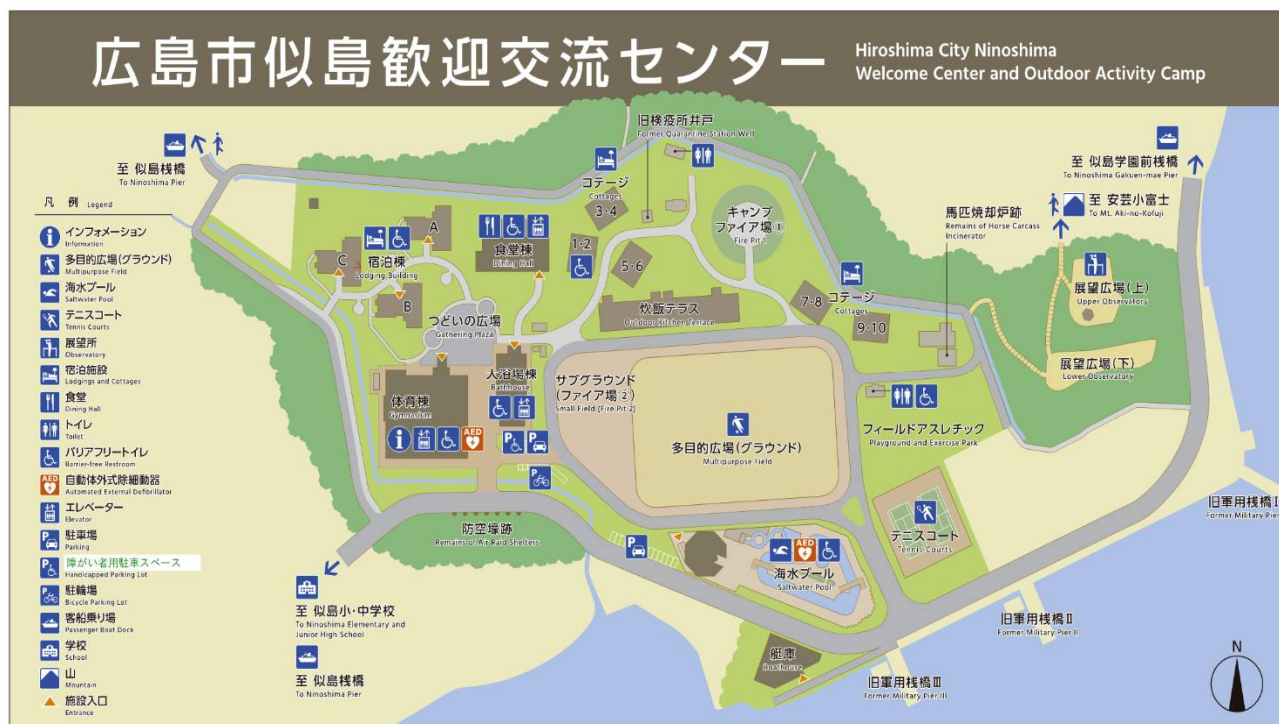 広島市似島歓迎交流センター
Hiroshima City Ninoshima
Welcome Center and Outdoor Activity Camp
至 似島桟橋
To Ninoshima Pier
凡 例 Legend
インフォメーション
Information
多目的広場(グラウンド)
Multipurpose Field
海水プール
Saltwater Pool
テニスコート
Tennis Courts
展望所
Observatory
宿泊施設
Lodgings and Cottages
食堂
Dining Hall
トイレ
Toilet
バリアフリートイレ
Barrier-free Restroom
AED
自動体外式除細動器
Automated External Defibrillator
エレベーター
Elevator
P
駐車場
Parking
P
障がい者用駐車スペース
Handicapped Parking Lot
P
駐輪場
Bicycle Parking Lot
客船乗り場
Passenger Boat Dock
学校
School
山
Mountain
施設入口
Entrance
旧検疫所井戸
Former Quarantine Station Well
コテージ
Cottages
3・4
1・2
5・6
キャンプ
ファイア場(1)
Fire Pit 1
A
宿泊棟
Lodging Building
C
B
食堂棟
Dining Hall
つどいの広場
Gathering Plaza
炊飯テラス
Outdoor Kitchen Terrace
コテージ
Cottages
7・8
9・10
馬匹焼却炉跡
Remains of Horse Carcass
Incinerator
至 似島学園前桟橋
To Ninoshima Gakuen-mae Pier
至 安芸小富士
To Mt. Aki-no-Kofuji
展望広場(上)
Upper Observatory
展望広場(下)
Lower Observatory
大浴場棟
Bathhouse
体育棟
Gymnasium
AED
P
P
P
サブグラウンド
(ファイア場(2))
Small Field (Fire Pit 2)
多目的広場(グラウンド)
Multipurpose Field
フィールドアスレチック
Playground and Exercise Park
テニスコート
Tennis Courts
防空壕跡
Remains of Air Raid Shelters
P
AED
海水プール
Saltwater Pool
至 似島小・中学校
To Ninoshima Elementary and
Junior High School
至 似島桟橋
To Ninoshima Pier
艇庫
Boathouse
旧軍用桟橋I
Former Military Pier
旧軍用桟橋Ⅱ
Former Military Pier II
旧軍用桟橋Ⅲ
Former Military Pier III
N